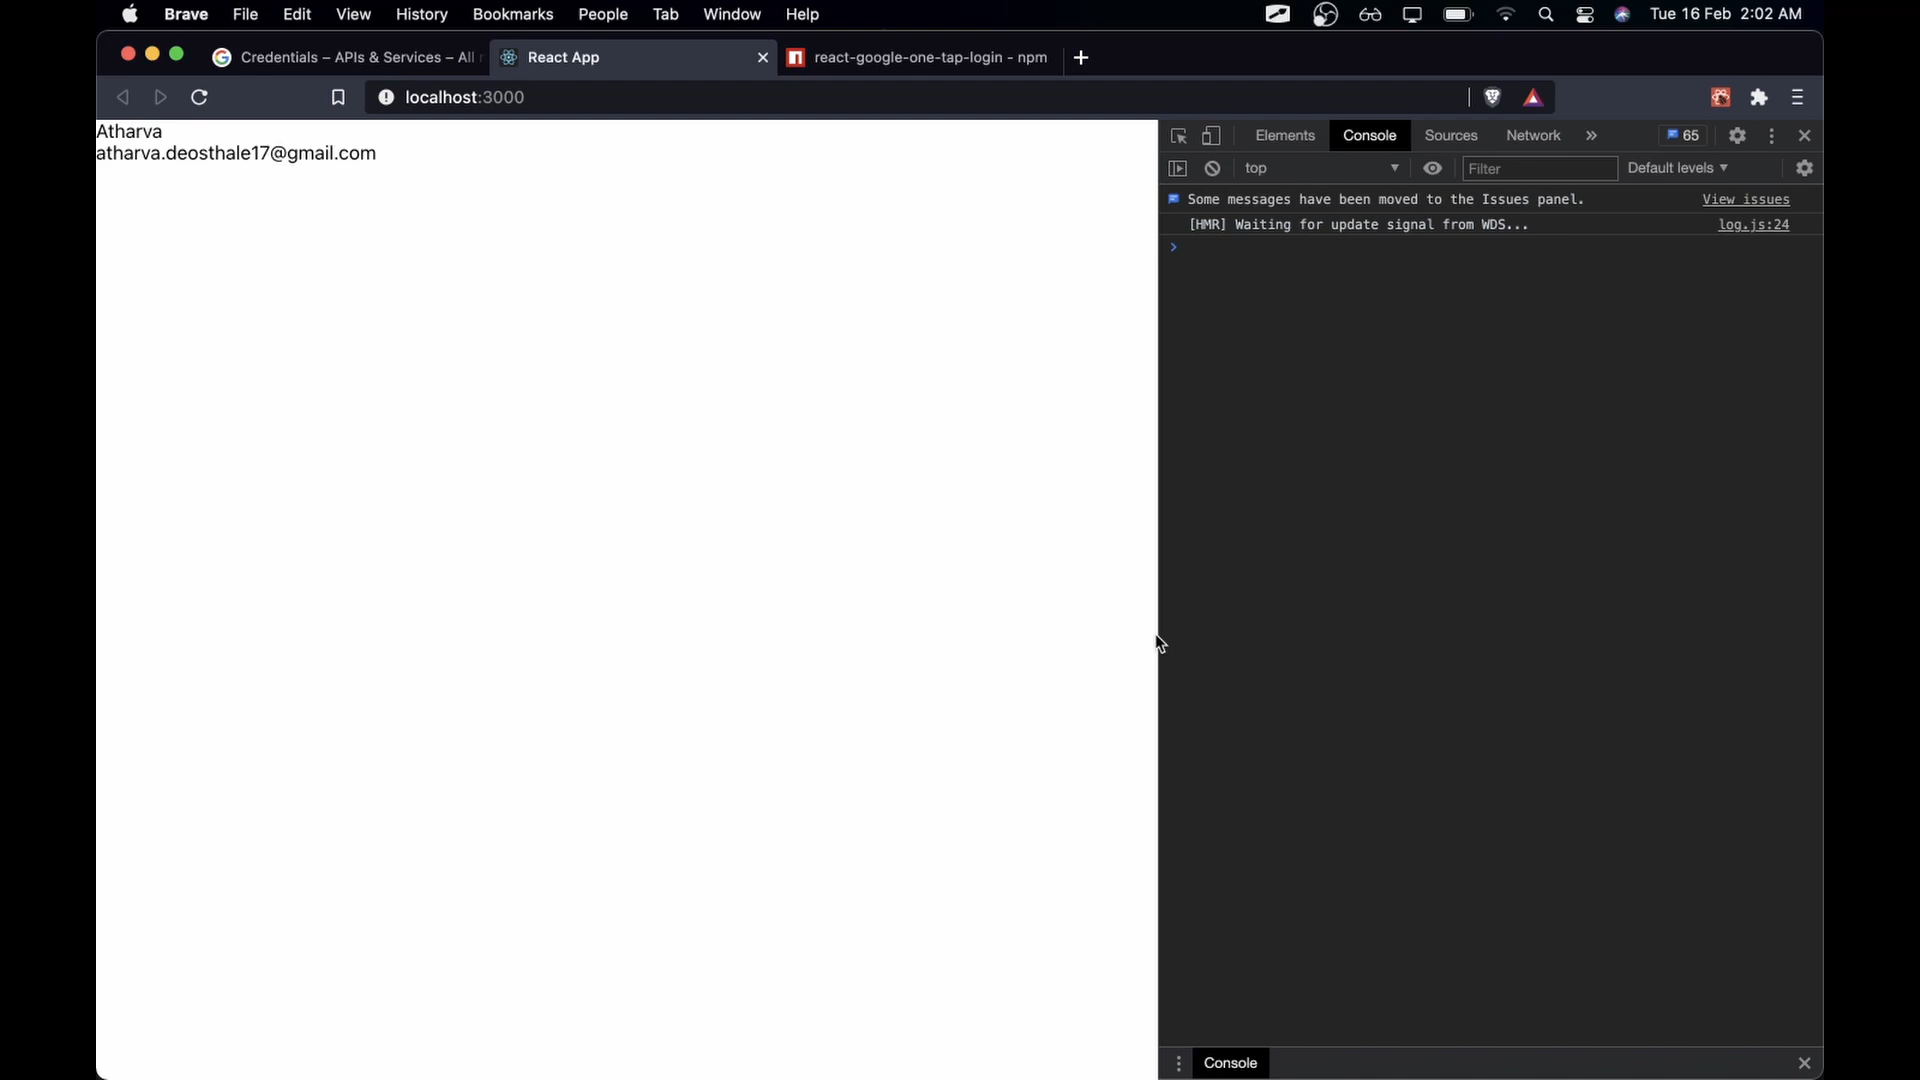 Brave File Edit View History Bookmarks People Tab Window Help Tue 16 Feb 2:02 AM
Credentials – APIs & Services – All React App react-google-one-tap-login - npm
localhost:3000
Atharva
atharva.deosthale17@gmail.com
Elements Console Sources Network » 65
top Filter Default levels
Some messages have been moved to the Issues panel. View issues
[HMR] Waiting for update signal from WDS... log.js:24
Console